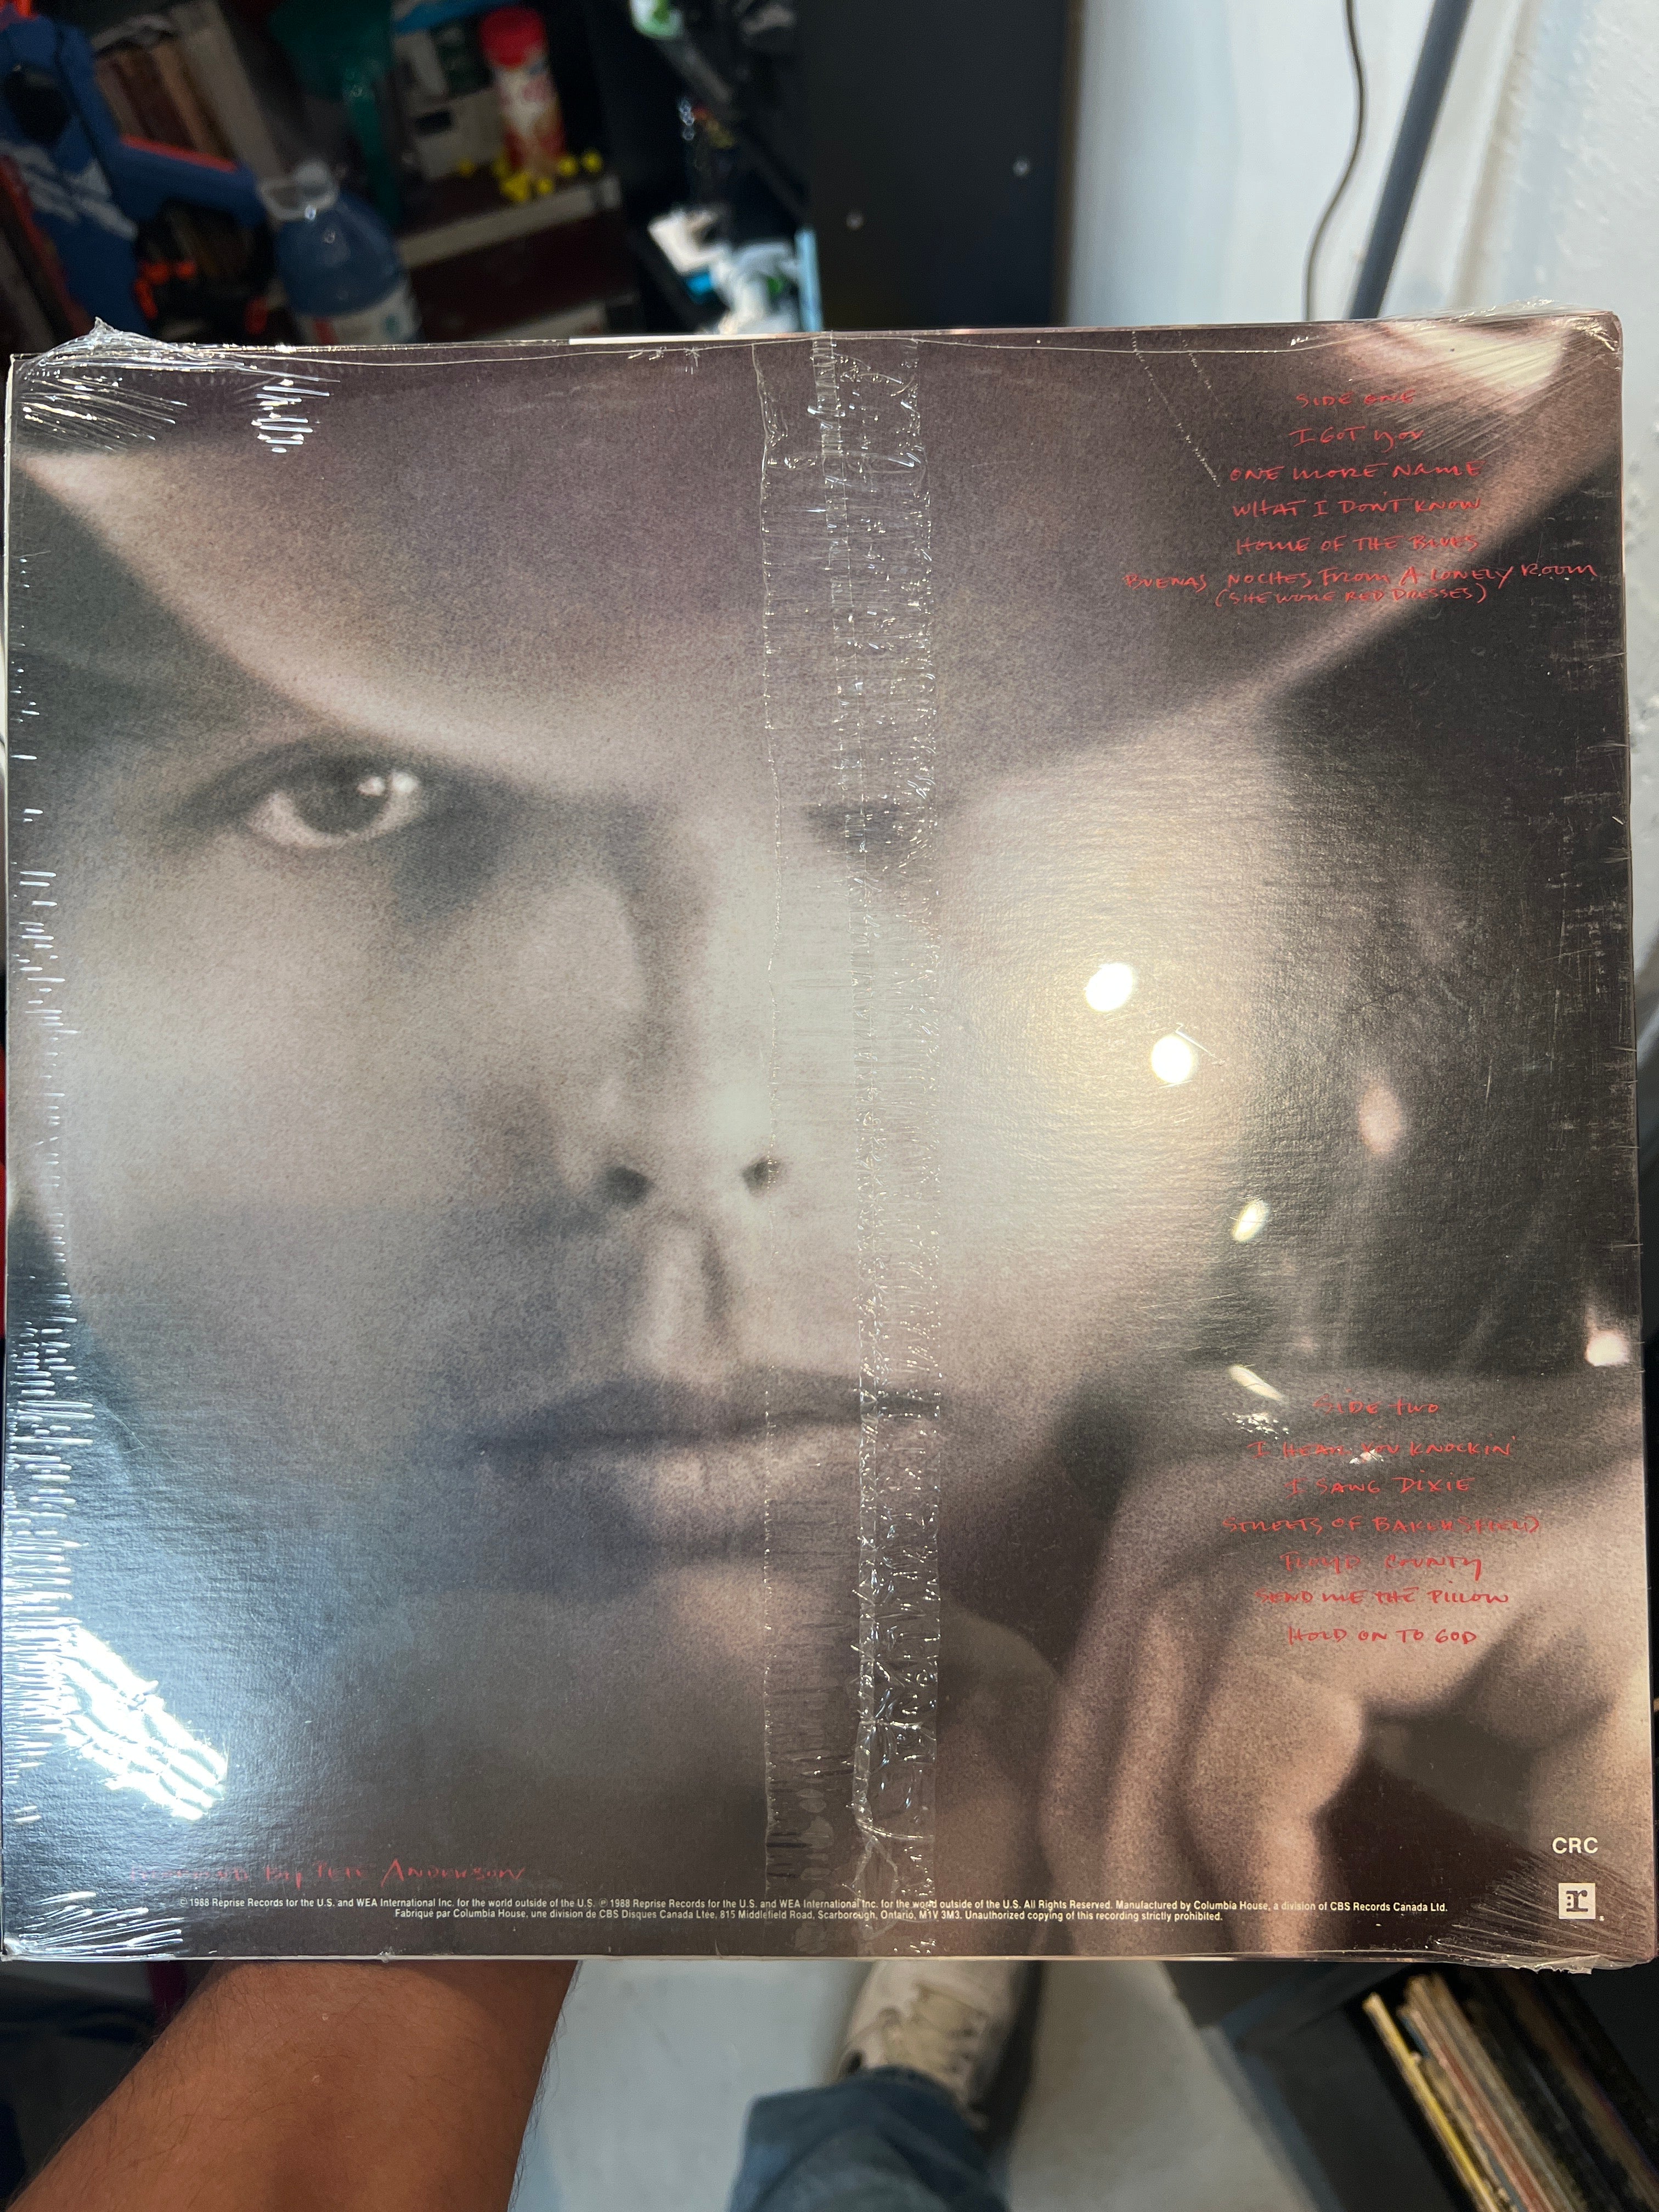 SIDE ONE
I GOT YOU
ONE MORE NAME
WHAT I DON'T KNOW
HOME OF THE BLUES
BUENAS NOCHES FROM A LONELY ROOM
(SHE WORE RED DRESSES)
SIDE TWO
I HEAR YOU KNOCKIN'
I SANG DIXIE
STREETS OF BAKERSFIELD
FLOYD COUNTY
SEND ME THE PILLOW
HOLD ON TO GOD
CRC
By PETE ANDERSON
© 1988 Reprise Records for the U.S. and WEA International Inc. for the world outside of the U.S. ℗ 1988 Reprise Records for the U.S. and WEA International Inc. for the world outside of the U.S. All Rights Reserved. Manufactured by Columbia House, a division of CBS Records Canada Ltd.
Fabriqué par Columbia House, une division de CBS Disques Canada Ltée, 815 Middlefield Road, Scarborough, Ontario, M1V 3M3. Unauthorized copying of this recording strictly prohibited.
r